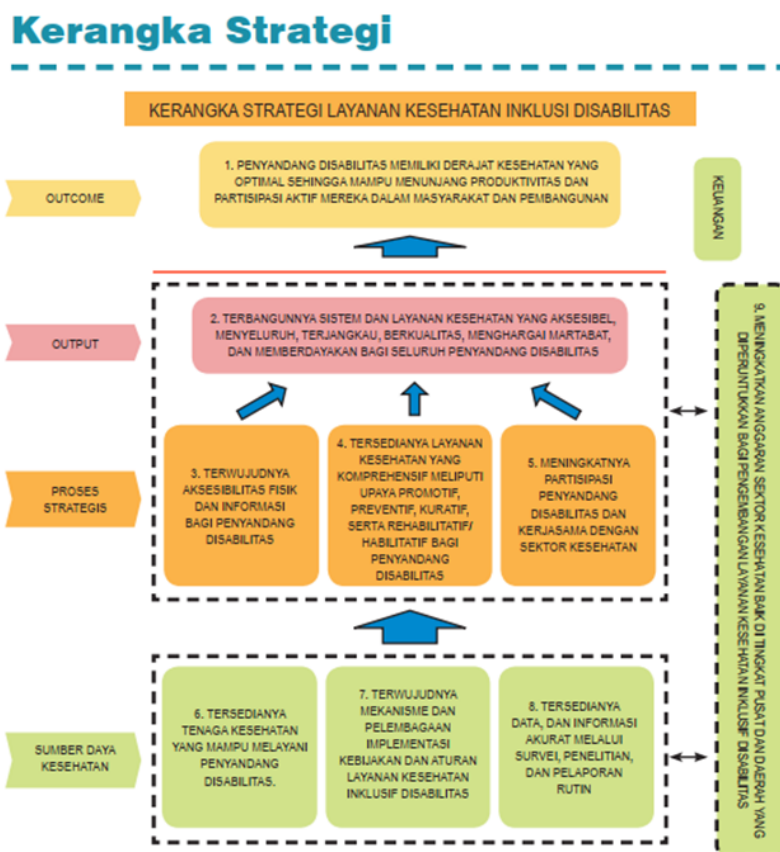 Kerangka Strategi
KERANGKA STRATEGI LAYANAN KESEHATAN INKLUSI DISABILITAS
OUTCOME
1. PENYANDANG DISABILITAS MEMILIKI DERAJAT KESEHATAN YANG
OPTIMAL SEHINGGA MAMPU MENUNJANG PRODUKTIVITAS DAN
PARTISIPASI AKTIF MEREKA DALAM MASYARAKAT DAN PEMBANGUNAN
KEUANGAN
OUTPUT
2. TERBANGUNNYA SISTEM DAN LAYANAN KESEHATAN YANG AKSESIBEL,
MENYELURUH, TERJANGKAU, BERKUALITAS, MENGHARGAI MARTABAT,
DAN MEMBERDAYAKAN BAGI SELURUH PENYANDANG DISABILITAS
PROSES
STRATEGIS
3. TERWUJUDNYA
AKSESIBILITAS FISIK
DAN INFORMASI
BAGI PENYANDANG
DISABILITAS
4. TERSEDIANYA LAYANAN
KESEHATAN YANG
KOMPREHENSIF MELIPUTI
UPAYA PROMOTIF,
PREVENTIF, KURATIF,
SERTA REHABILITATIF/
HABILITATIF BAGI
PENYANDANG
DISABILITAS
5. MENINGKATNYA
PARTISIPASI
PENYANDANG
DISABILITAS DAN
KERJASAMA DENGAN
SEKTOR KESEHATAN
SUMBER DAYA
KESEHATAN
6. TERSEDIANYA
TENAGA KESEHATAN
YANG MAMPU MELAYANI
PENYANDANG
DISABILITAS.
7. TERWUJUDNYA
MEKANISME DAN
PELEMBAGAAN
IMPLEMENTASI
KEBIJAKAN DAN ATURAN
LAYANAN KESEHATAN
INKLUSIF DISABILITAS
8. TERSEDIANYA
DATA, DAN INFORMASI
AKURAT MELALUI
SURVEI, PENELITIAN,
DAN PELAPORAN
RUTIN
9. MENINGKATKAN ANGGARAN SEKTOR KESEHATAN BAIK DI TINGKAT PUSAT DAN DAERAH YANG
DIPERUNTUKKAN BAGI PENGEMBANGAN LAYANAN KESEHATAN INKLUSIF DISABILITAS